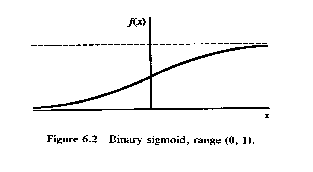 f(x)
x
Figure 6.2 Binary sigmoid, range (0, 1).